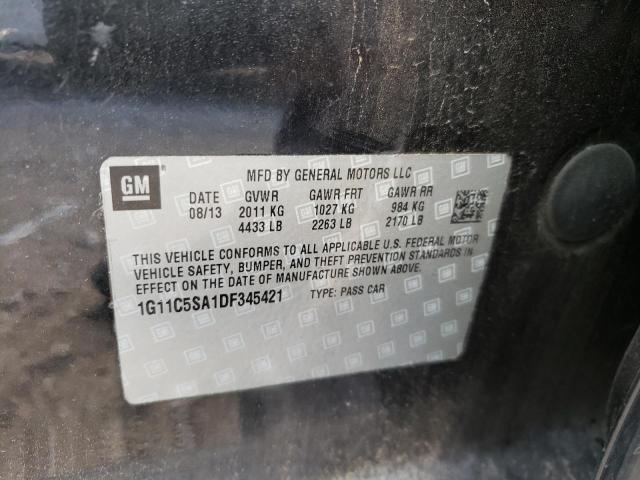 GM
MFD BY GENERAL MOTORS LLC
DATE GVWR GAWR FRT GAWR RR
08/13 2011 KG 1027 KG 984 KG
4433 LB 2263 LB 2170 LB
THIS VEHICLE CONFORMS TO ALL APPLICABLE U.S. FEDERAL MOTOR
VEHICLE SAFETY, BUMPER, AND THEFT PREVENTION STANDARDS IN
EFFECT ON THE DATE OF MANUFACTURE SHOWN ABOVE.
1G11C5SA1DF345421 TYPE: PASS CAR